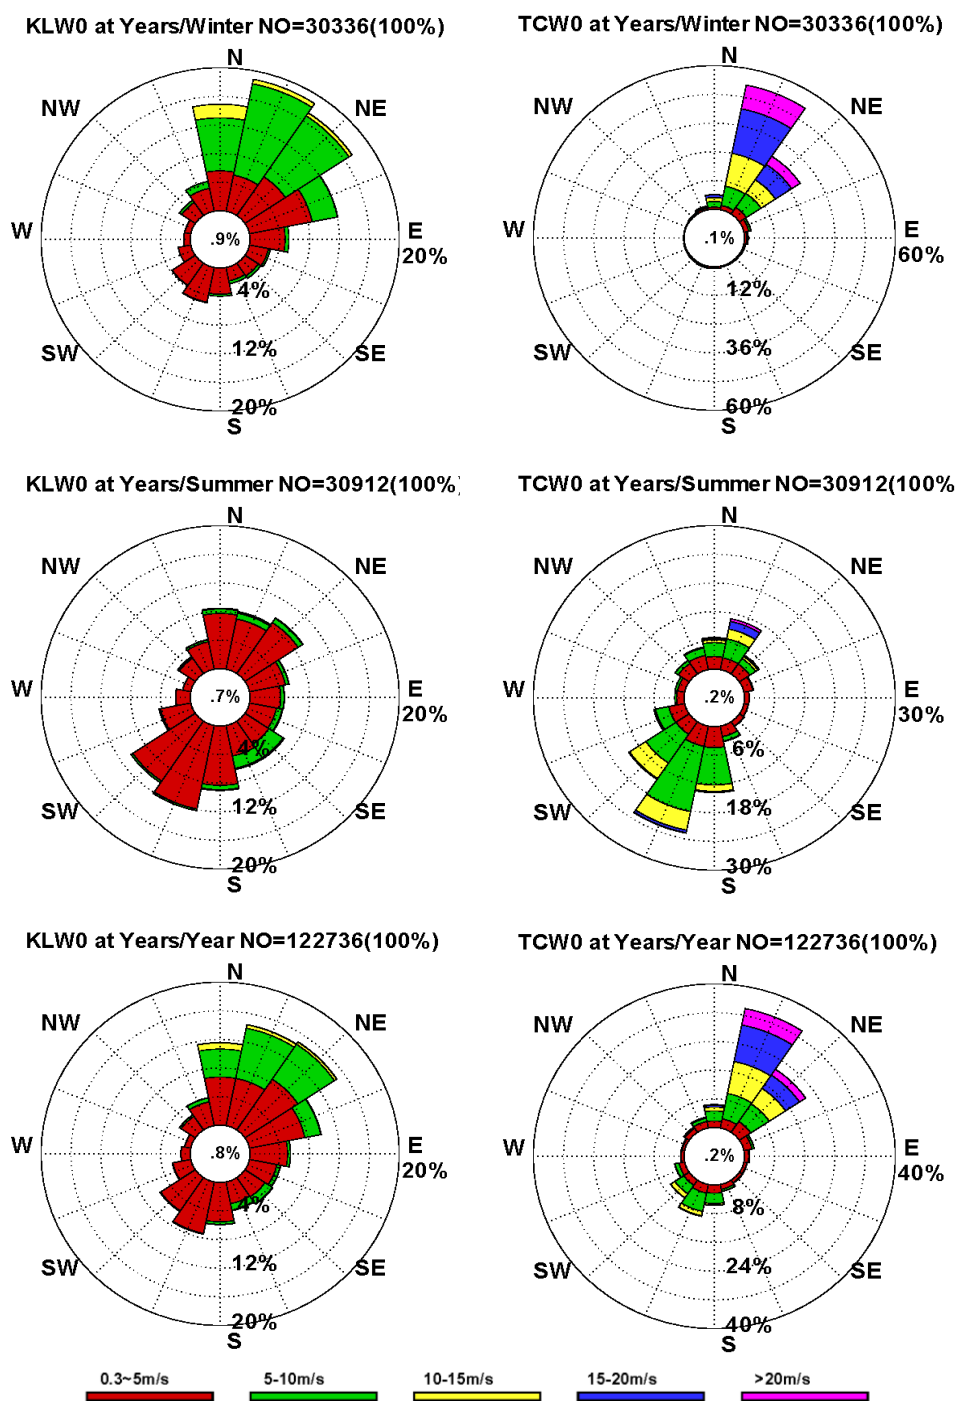 KLW0 at Years/Winter NO=30336(100%)
TCW0 at Years/Winter NO=30336(100%)
N
N
NW
NE
NW
NE
W
.9%
E
20%
W
.1%
E
60%
4%
12%
12%
36%
SW
SE
SW
SE
20%
60%
S
S
KLW0 at Years/Summer NO=30912(100%
TCW0 at Years/Summer NO=30912(100%
N
N
NW
NE
NW
NE
W
.7%
E
20%
W
.2%
E
30%
4%
6%
12%
18%
SW
SE
SW
SE
20%
30%
S
S
KLW0 at Years/Year NO=122736(100%)
TCW0 at Years/Year NO=122736(100%)
N
N
NW
NE
NW
NE
W
.8%
E
20%
W
.2%
E
40%
4%
8%
12%
24%
SW
SE
SW
SE
20%
40%
S
S
0.3~5m/s
5-10m/s
10-15m/s
15-20m/s
>20m/s